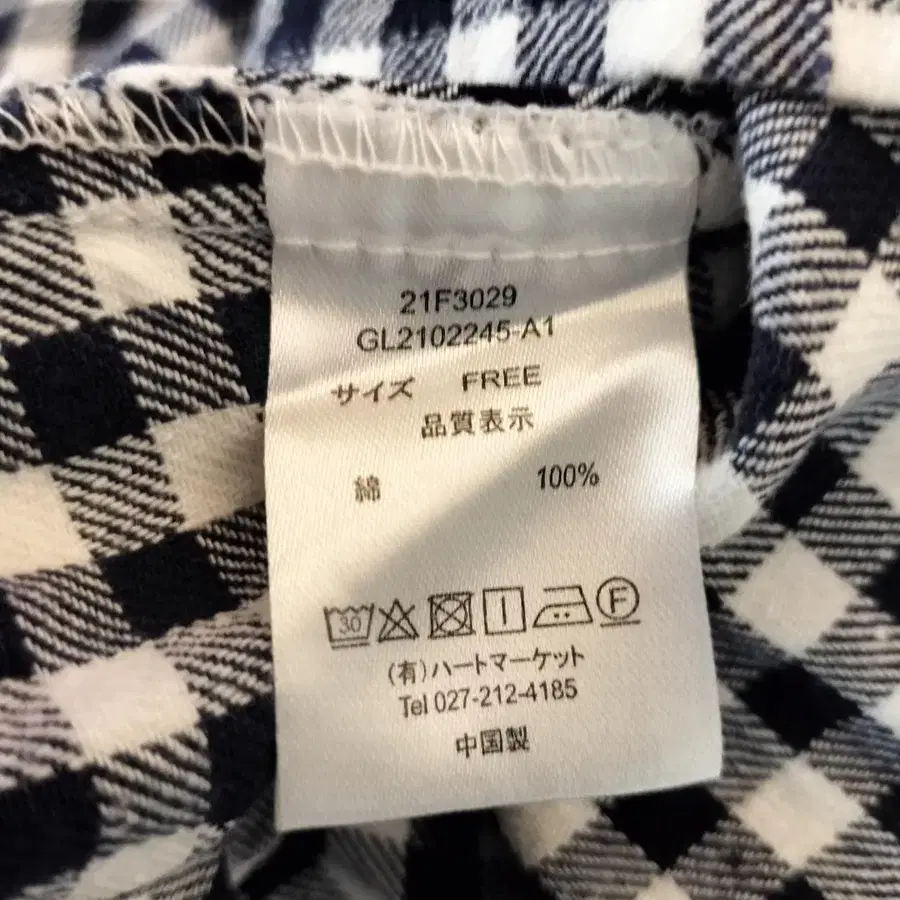 21F3029
GL2102245-A1
サイズ FREE
品質表示
綿 100%
30 F
(有)ハートマーケット
Tel 027-212-4185
中国製